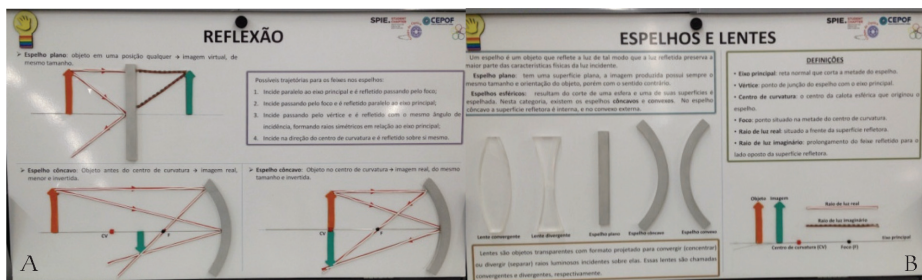 REFLEXÃO
SPIE.
CEPOF
➤ Espelho plano: objeto em uma posição qualquer → imagem virtual, de
mesmo tamanho.
Possíveis trajetórias para os feixes nos espelhos:
1. Incide paralelo ao eixo principal e é refletido passando pelo foco;
2. Incide passando pelo foco e é refletido paralelo ao eixo principal;
3. Incide passando pelo vértice e é refletido com o mesmo ângulo de
incidência, formando raios simétricos em relação ao eixo principal;
4. Incide na direção do centro de curvatura e é refletido sobre si mesmo.
➤ Espelho côncavo: Objeto antes do centro de curvatura → imagem real,
menor e invertida.
CV
F
➤ Espelho côncavo: Objeto no centro de curvatura → imagem real, do mesmo
tamanho e invertida.
CV
F
A
ESPELHOS E LENTES
SPIE.
CEPOF
Um espelho é um objeto que reflete a luz de tal modo que a luz refletida preserva a
maior parte das características físicas da luz incidente.
Espelho plano: tem uma superfície plana, a imagem produzida possui sempre o
mesmo tamanho e orientação do objeto, porém com o sentido contrário.
Espelhos esféricos: resultam do corte de uma esfera e uma de suas superfícies é
espelhada. Nesta categoria, existem os espelhos côncavos e convexos. No espelho
côncavo a superfície refletora é interna, e no convexo externa.
Lente convergente
Lente divergente
Espelho plano
Espelho côncavo
Espelho convexo
Lentes são objetos transparentes com formato projetado para convergir (concentrar)
ou divergir (separar) raios luminosos incidentes sobre elas. Essas lentes são chamadas
convergentes e divergentes, respectivamente.
DEFINIÇÕES
• Eixo principal: reta normal que corta a metade do espelho.
• Vértice: ponto de junção do espelho com o eixo principal.
• Centro de curvatura: o centro da calota esférica que originou o
espelho.
• Foco: ponto situado na metade do centro de curvatura.
• Raio de luz real: situado a frente da superfície refletora.
• Raio de luz imaginário: prolongamento do feixe refletido para
o lado oposto da superfície refletora.
Objeto
Imagem
Raio de luz real
Raio de luz imaginário
Eixo principal
Centro de curvatura (CV)
Foco (F)
B